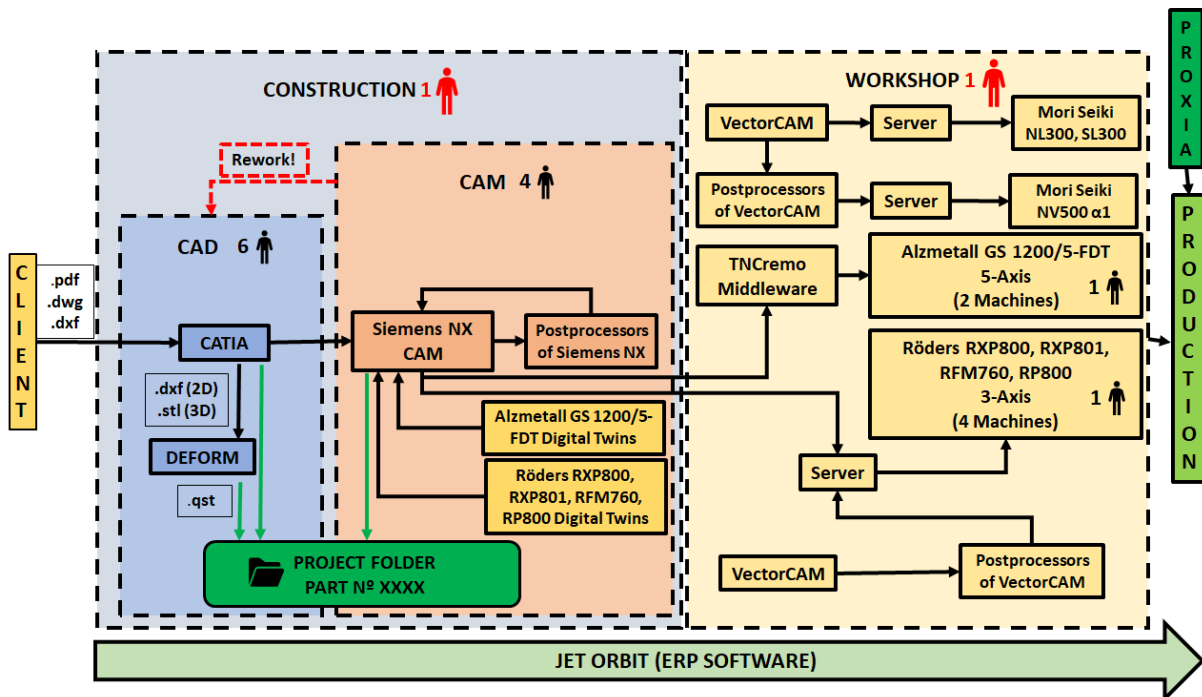 CONSTRUCTION 1
WORKSHOP 1
PROXIA
VectorCAM
Server
Mori Seiki
NL300, SL300
Rework!
CAM 4
Postprocessors
of VectorCAM
Server
Mori Seiki
NV500 α1
PRODUCTION
CAD 6
CLIENT
.pdf
.dwg
.dxf
TNCremo
Middleware
Alzmetall GS 1200/5-FDT
5-Axis
(2 Machines)
1
CATIA
Siemens NX
CAM
Postprocessors
of Siemens NX
Röders RXP800, RXP801,
RFM760, RP800
3-Axis
(4 Machines)
1
.dxf (2D)
.stl (3D)
Alzmetall GS 1200/5-
FDT Digital Twins
DEFORM
Röders RXP800,
RXP801, RFM760,
RP800 Digital Twins
Server
.qst
PROJECT FOLDER
PART Nº XXXX
VectorCAM
Postprocessors
of VectorCAM
JET ORBIT (ERP SOFTWARE)